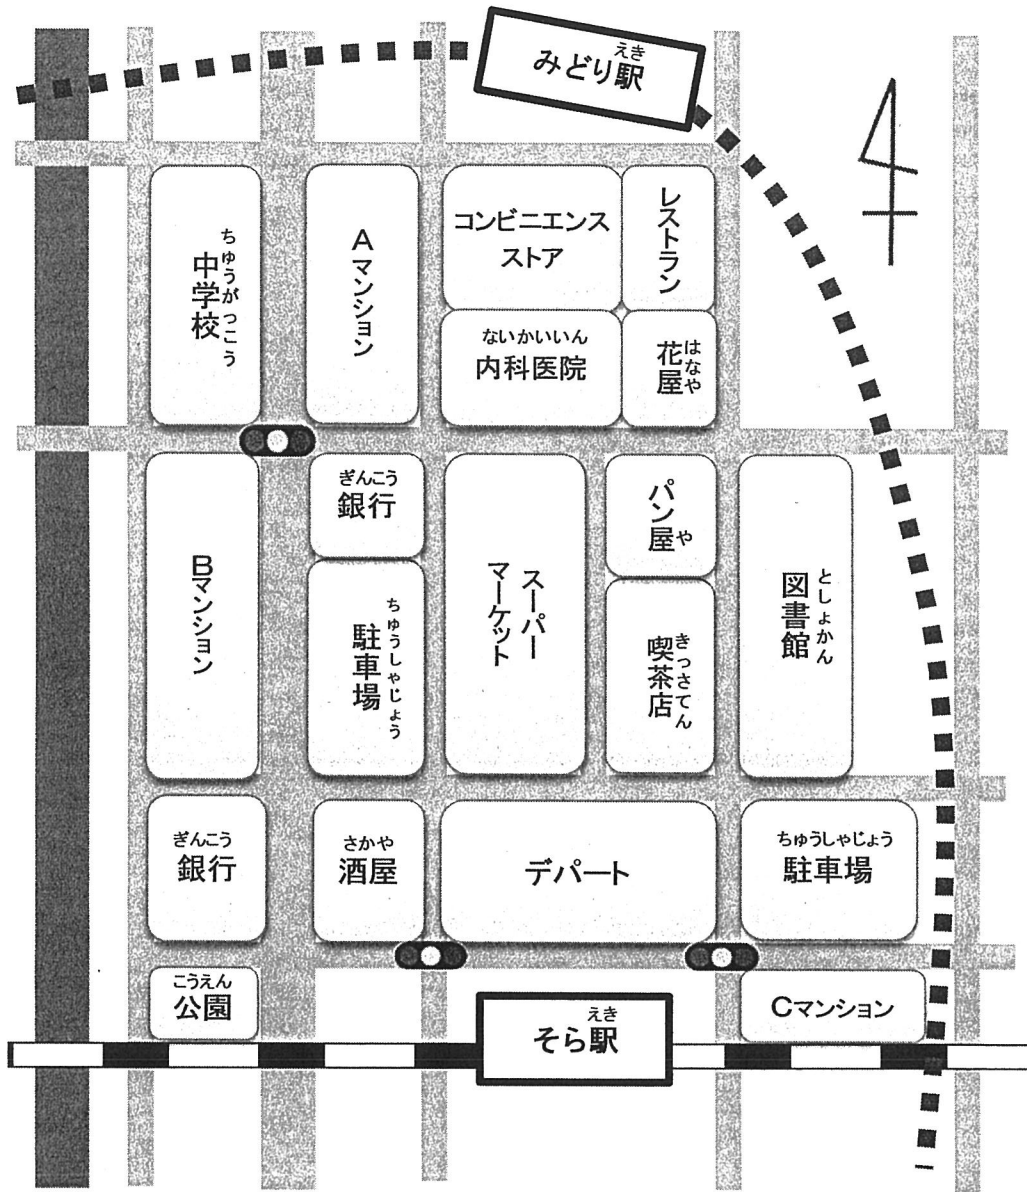 みどり駅
えき
中学校
ちゅうがっこう
Aマンション
コンビニエンス
ストア
レストラン
ないかいいん
内科医院
花屋
はなや
Bマンション
ぎんこう
銀行
ちゅうしゃじょう
駐車場
スーパー
マーケット
パン屋
や
喫茶店
きっさてん
図書館
としょかん
ぎんこう
銀行
さかや
酒屋
デパート
ちゅうしゃじょう
駐車場
こうえん
公園
えき
そら駅
Cマンション